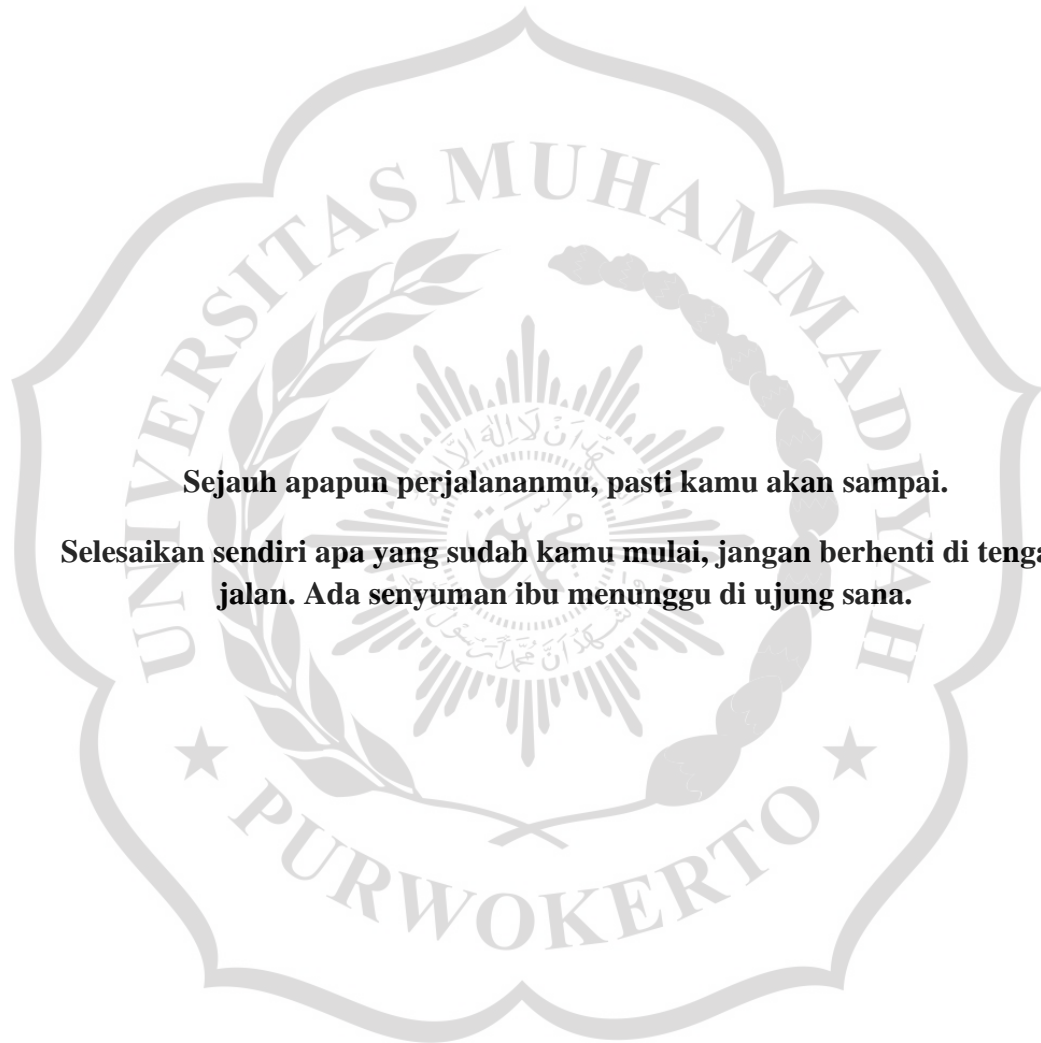 UNIVERSITAS MUHAMMADIYAH
Sejauh apapun perjalananmu, pasti kamu akan sampai.
Selesaikan sendiri apa yang sudah kamu mulai, jangan berhenti di tenga
jalan. Ada senyuman ibu menunggu di ujung sana.
PURWOKERTO